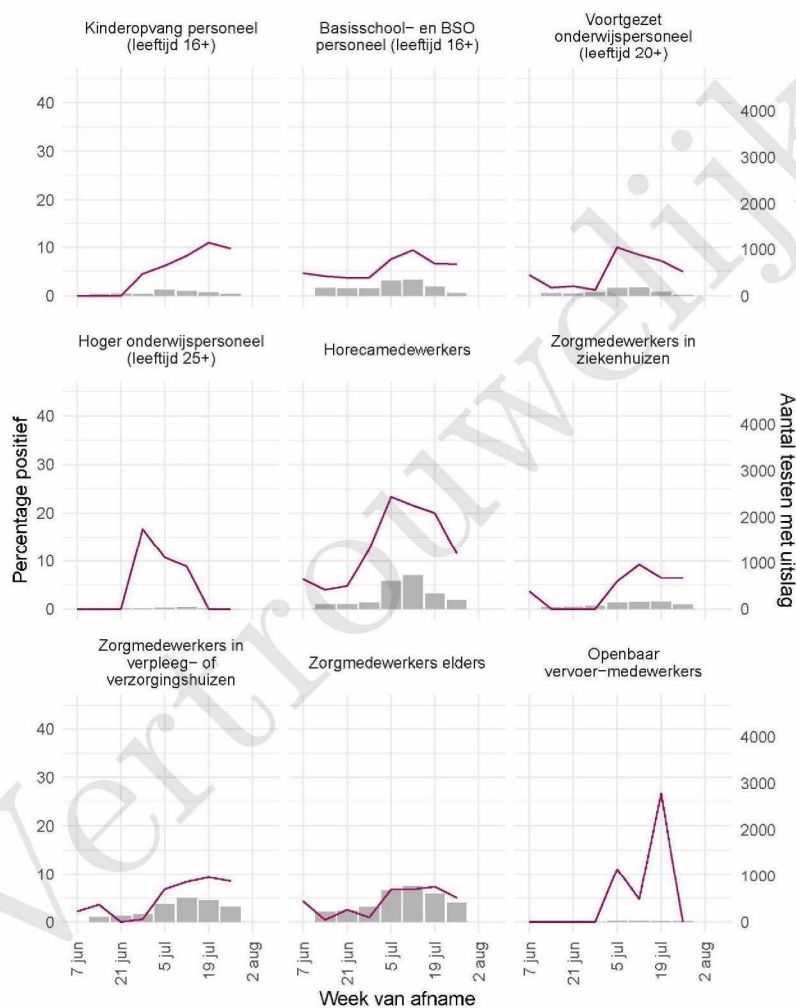 Kinderopvang personeel
(leeftijd 16+)
Basisschool− en BSO
personeel (leeftijd 16+)
Voortgezet
onderwijspersoneel
(leeftijd 20+)
40
30
20
10
0
4000
3000
2000
1000
0
Hoger onderwijspersoneel
(leeftijd 25+)
Horecamedewerkers
Zorgmedewerkers in
ziekenhuizen
Percentage positief
40
30
20
10
0
4000
3000
2000
1000
0
Aantal testen met uitslag
Zorgmedewerkers in
verpleeg− of
verzorgingshuizen
Zorgmedewerkers elders
Openbaar
vervoer−medewerkers
40
30
20
10
0
4000
3000
2000
1000
0
7 jun
21 jun
5 jul
19 jul
2 aug
7 jun
21 jun
5 jul
19 jul
2 aug
7 jun
21 jun
5 jul
19 jul
2 aug
Week van afname
Vertrouwelijk